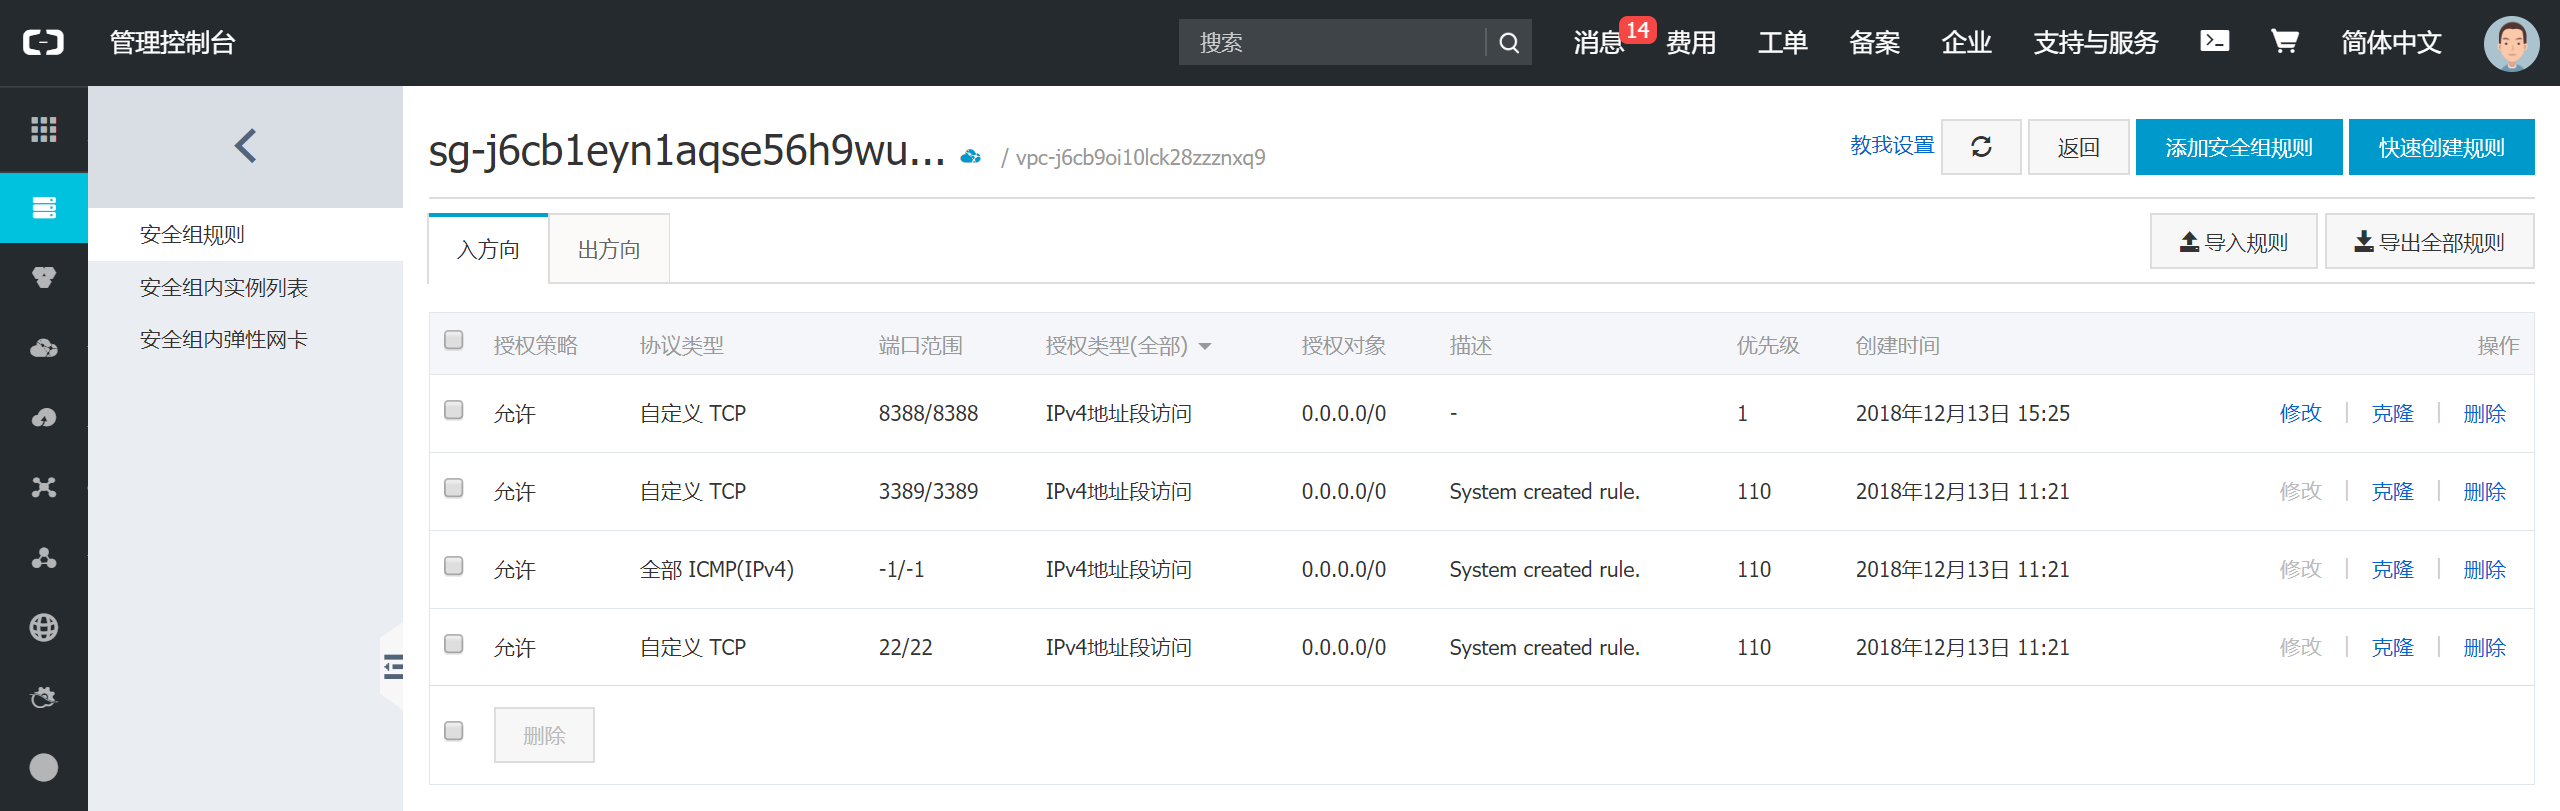 管理控制台 搜索 消息 14 费用 工单 备案 企业 支持与服务 简体中文
sg-j6cb1eyn1aqse56h9wu... / vpc-j6cb9oi10lck28zzznxq9 教我设置 返回 添加安全组规则 快速创建规则
安全组规则
安全组内实例列表
安全组内弹性网卡
入方向 出方向 导入规则 导出全部规则
授权策略 协议类型 端口范围 授权类型(全部) 授权对象 描述 优先级 创建时间 操作
允许 自定义 TCP 8388/8388 IPv4地址段访问 0.0.0.0/0 - 1 2018年12月13日 15:25 修改 | 克隆 | 删除
允许 自定义 TCP 3389/3389 IPv4地址段访问 0.0.0.0/0 System created rule. 110 2018年12月13日 11:21 修改 | 克隆 | 删除
允许 全部 ICMP(IPv4) -1/-1 IPv4地址段访问 0.0.0.0/0 System created rule. 110 2018年12月13日 11:21 修改 | 克隆 | 删除
允许 自定义 TCP 22/22 IPv4地址段访问 0.0.0.0/0 System created rule. 110 2018年12月13日 11:21 修改 | 克隆 | 删除
删除